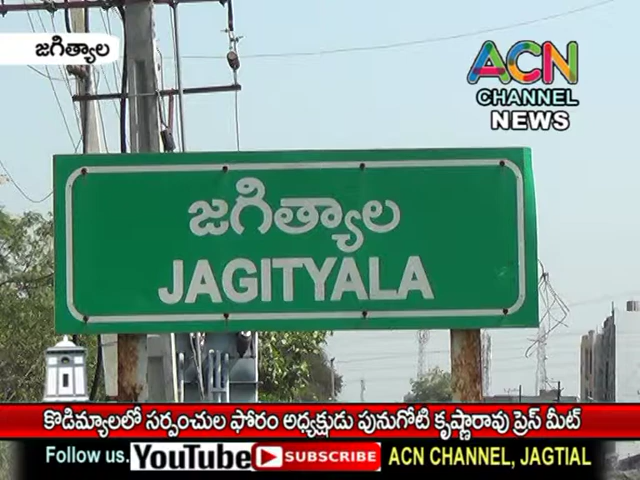 జగిత్యాల
ACN
CHANNEL
NEWS
జగిత్యాల
JAGITYALA
కొడిమ్యాలలో సర్పంచుల ఫోరం అధ్యక్షుడు పునుగోటి కృష్ణారావు ప్రెస్ మీట్
Follow us. YouTube SUBSCRIBE ACN CHANNEL, JAGTIAL